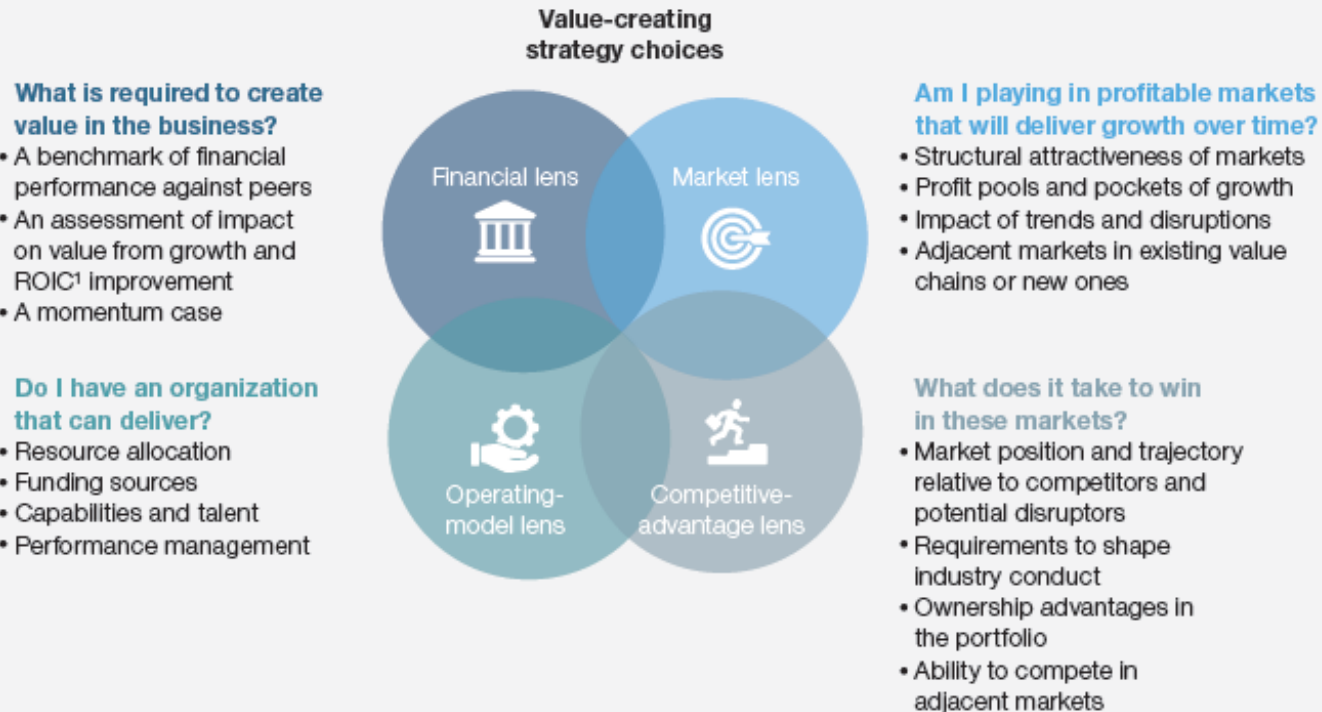 Value-creating
strategy choices
What is required to create
value in the business?
• A benchmark of financial
performance against peers
• An assessment of impact
on value from growth and
ROIC¹ improvement
• A momentum case
Financial lens
Market lens
Am I playing in profitable markets
that will deliver growth over time?
• Structural attractiveness of markets
• Profit pools and pockets of growth
• Impact of trends and disruptions
• Adjacent markets in existing value
chains or new ones
Do I have an organization
that can deliver?
• Resource allocation
• Funding sources
• Capabilities and talent
• Performance management
Operating-
model lens
Competitive-
advantage lens
What does it take to win
in these markets?
• Market position and trajectory
relative to competitors and
potential disruptors
• Requirements to shape
industry conduct
• Ownership advantages in
the portfolio
• Ability to compete in
adjacent markets